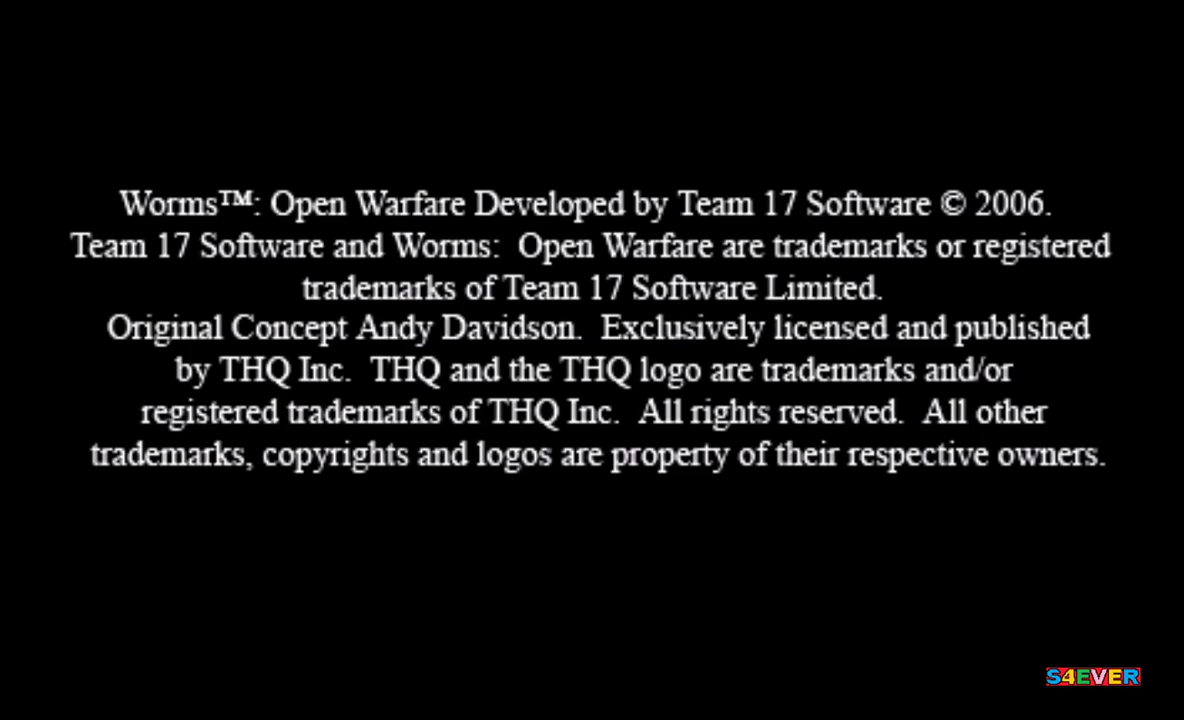 Worms™: Open Warfare Developed by Team 17 Software © 2006.
Team 17 Software and Worms:  Open Warfare are trademarks or registered
trademarks of Team 17 Software Limited.
Original Concept Andy Davidson.  Exclusively licensed and published
by THQ Inc.  THQ and the THQ logo are trademarks and/or
registered trademarks of THQ Inc.  All rights reserved.  All other
trademarks, copyrights and logos are property of their respective owners.
S4EVER